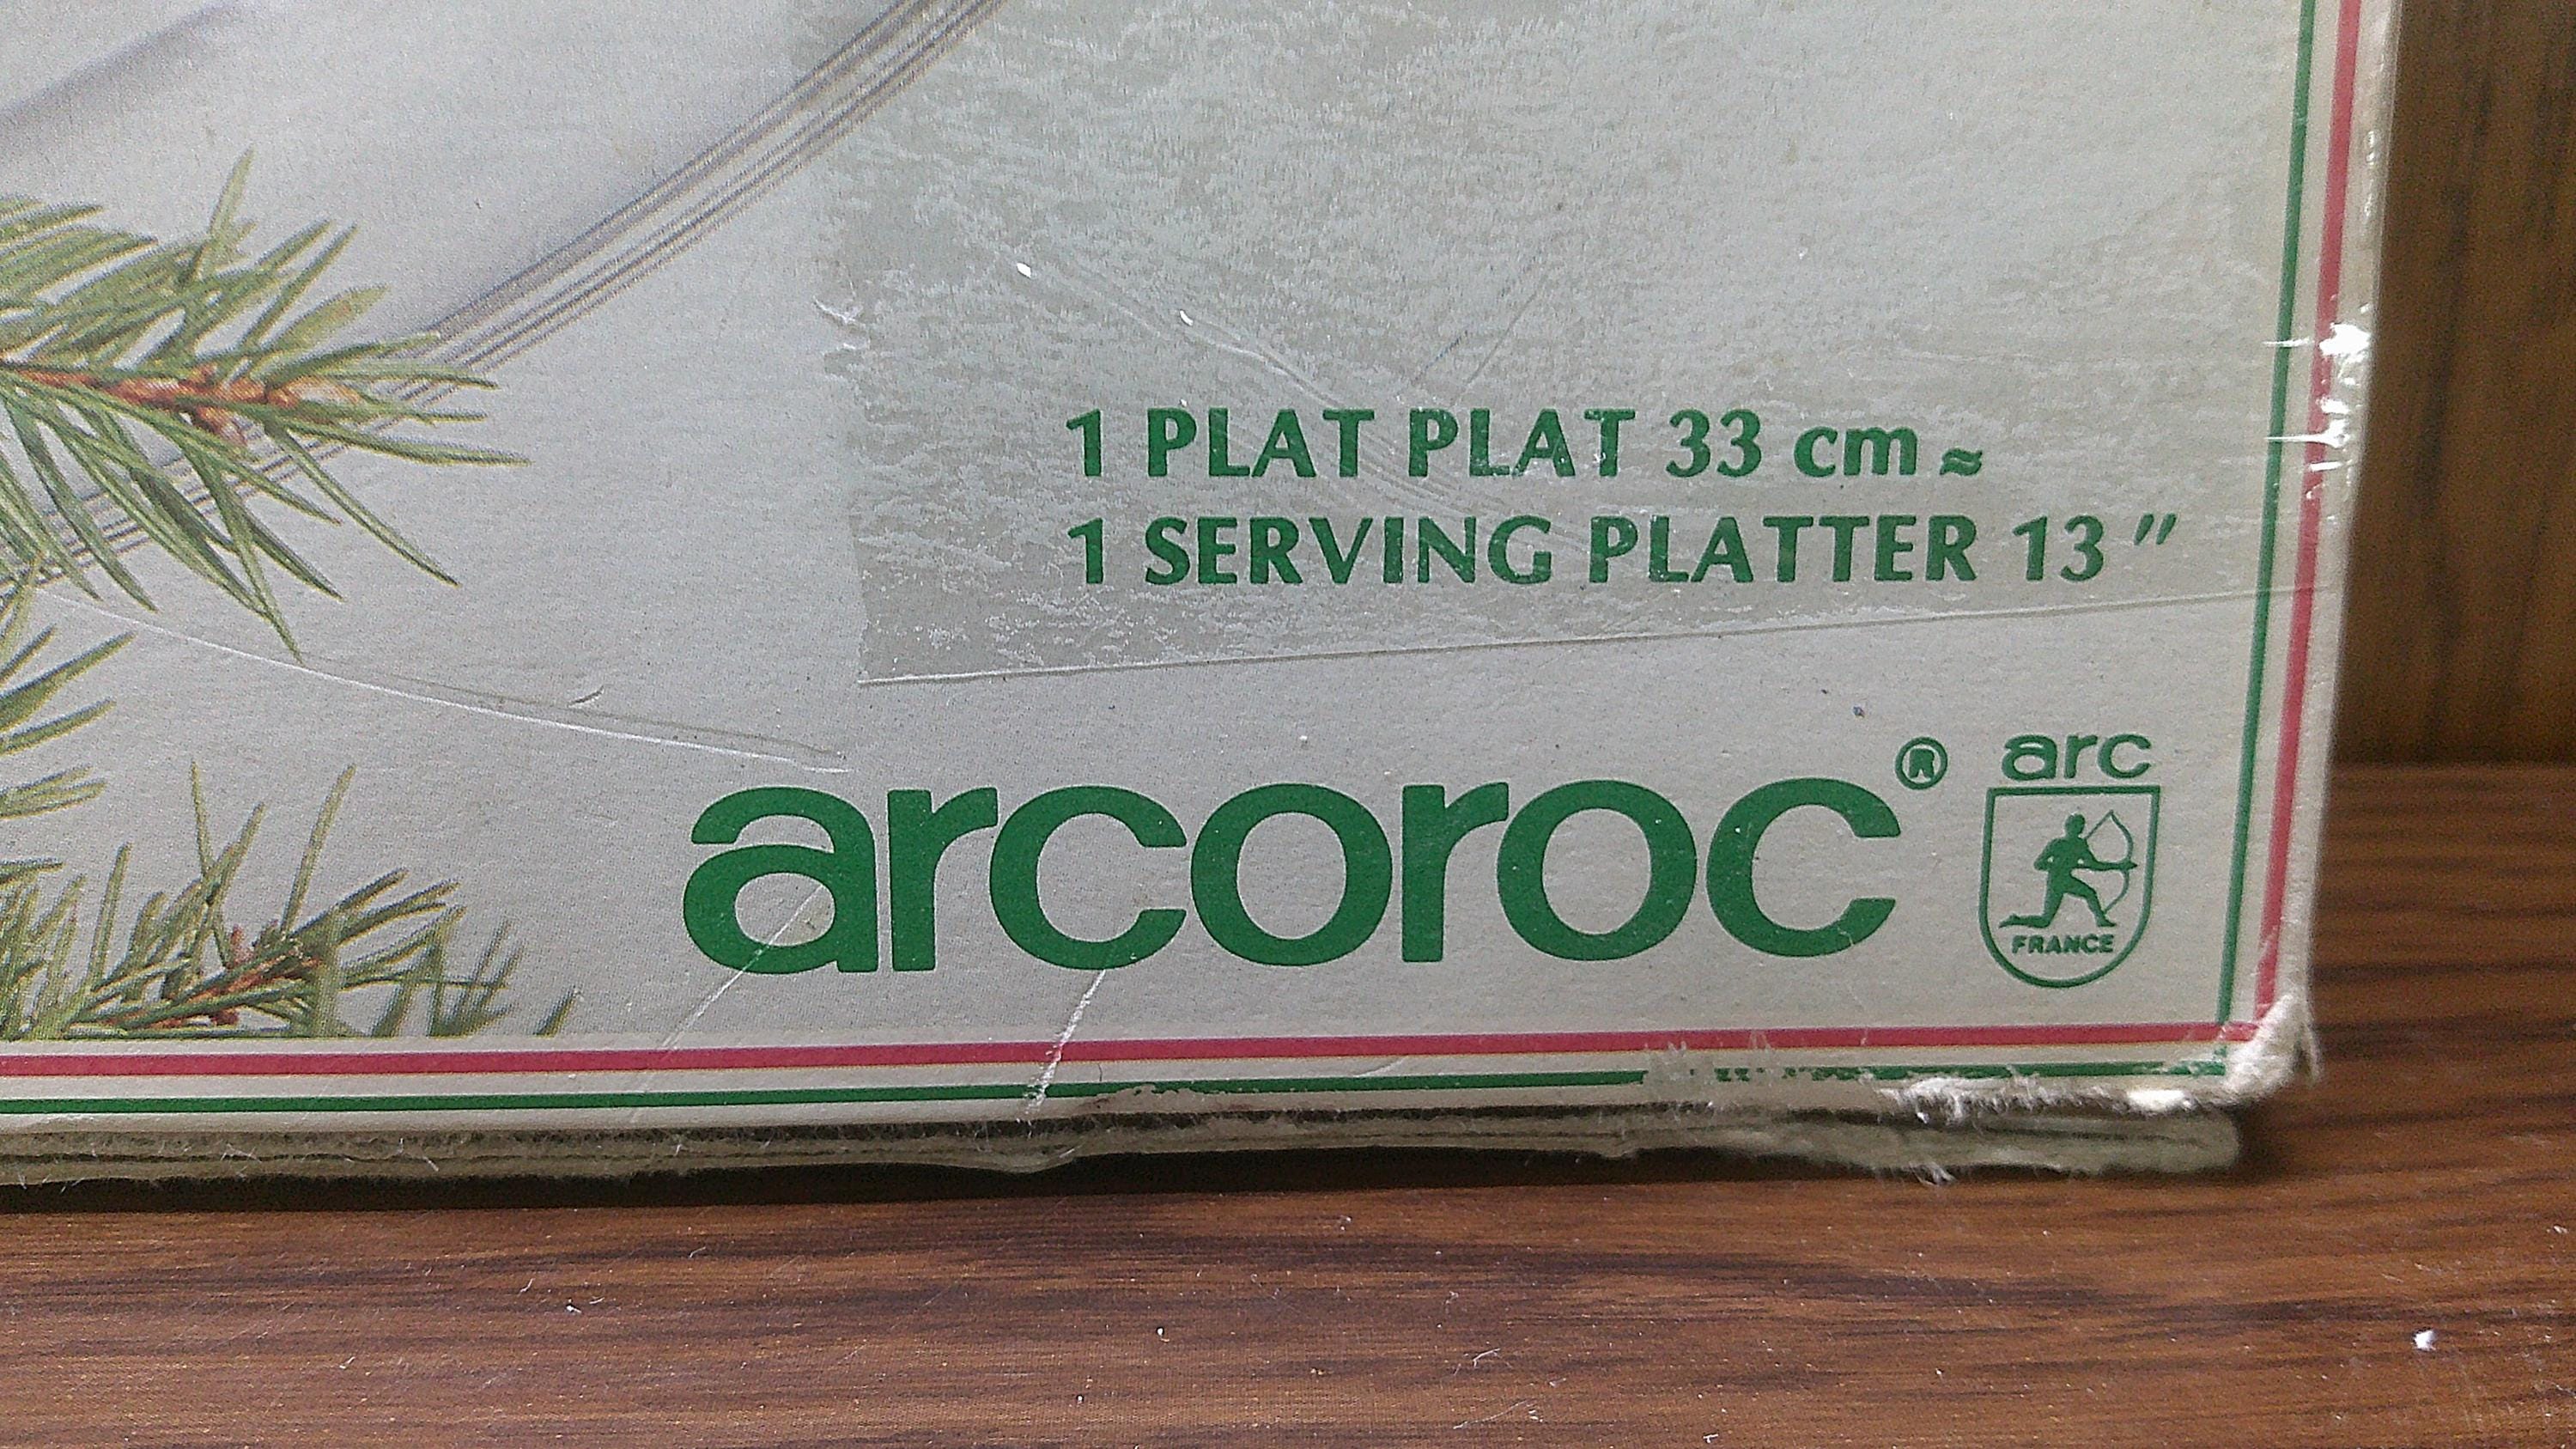 1 PLAT PLAT 33 cm ≈
1 SERVING PLATTER 13"
arcoroc®
arc
FRANCE